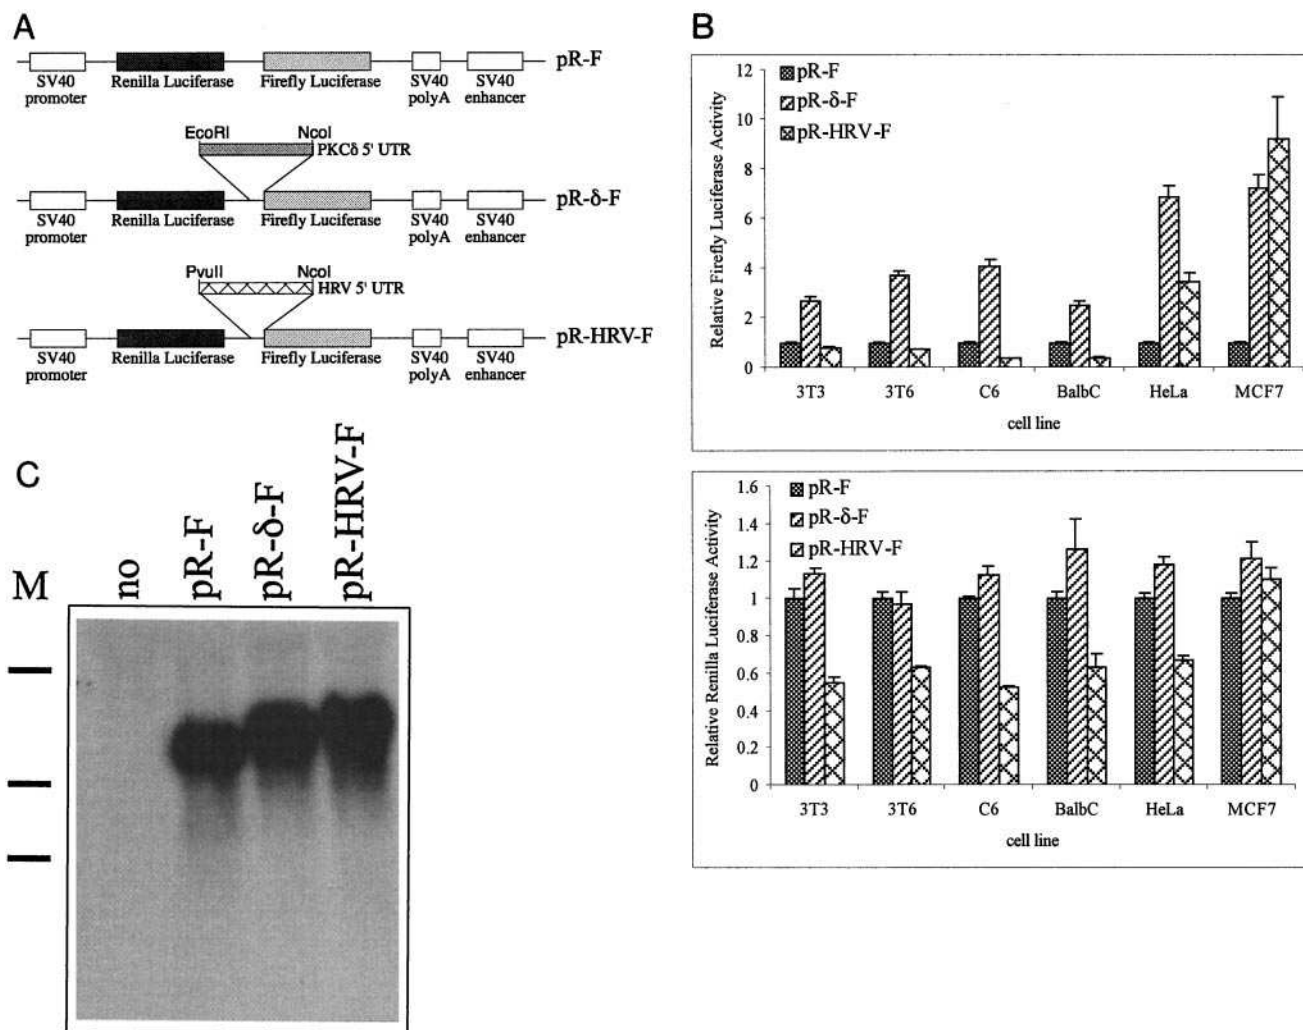 A
pR-F
SV40 promoter
Renilla Luciferase
Firefly Luciferase
SV40 polyA
SV40 enhancer
EcoRI
NcoI
PKCδ 5' UTR
pR-δ-F
SV40 promoter
Renilla Luciferase
Firefly Luciferase
SV40 polyA
SV40 enhancer
PvuII
NcoI
HRV 5' UTR
pR-HRV-F
SV40 promoter
Renilla Luciferase
Firefly Luciferase
SV40 polyA
SV40 enhancer
B
Relative Firefly Luciferase Activity
12
10
8
6
4
2
0
pR-F
pR-δ-F
pR-HRV-F
3T3
3T6
C6
BalbC
HeLa
MCF7
cell line
Relative Renilla Luciferase Activity
1.6
1.4
1.2
1
0.8
0.6
0.4
0.2
0
pR-F
pR-δ-F
pR-HRV-F
3T3
3T6
C6
BalbC
HeLa
MCF7
cell line
C
M
no
pR-F
pR-δ-F
pR-HRV-F